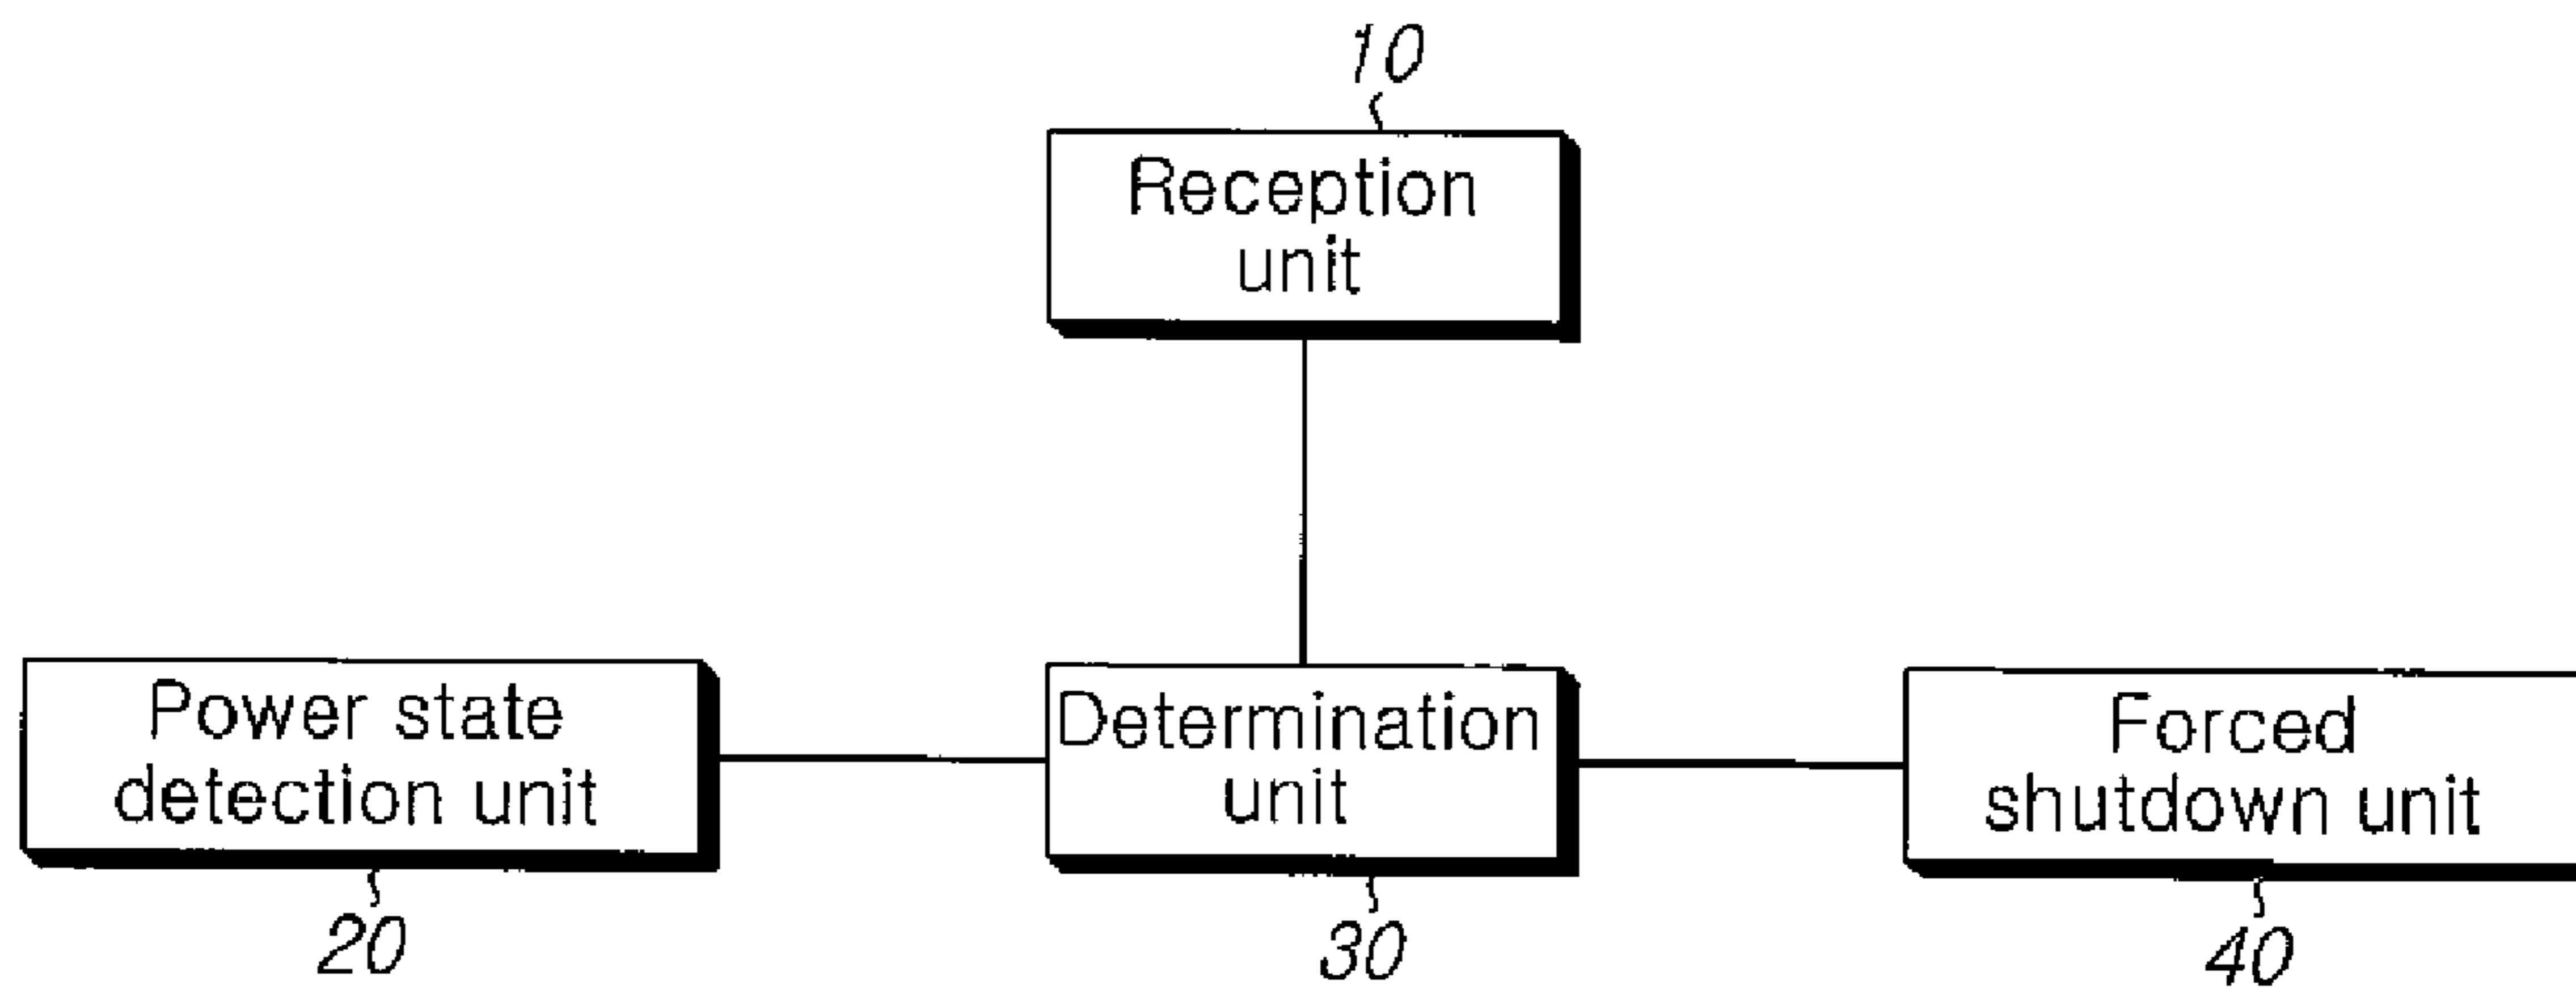 10
Reception
unit
Power state
detection unit
20
Determination
unit
30
Forced
shutdown unit
40